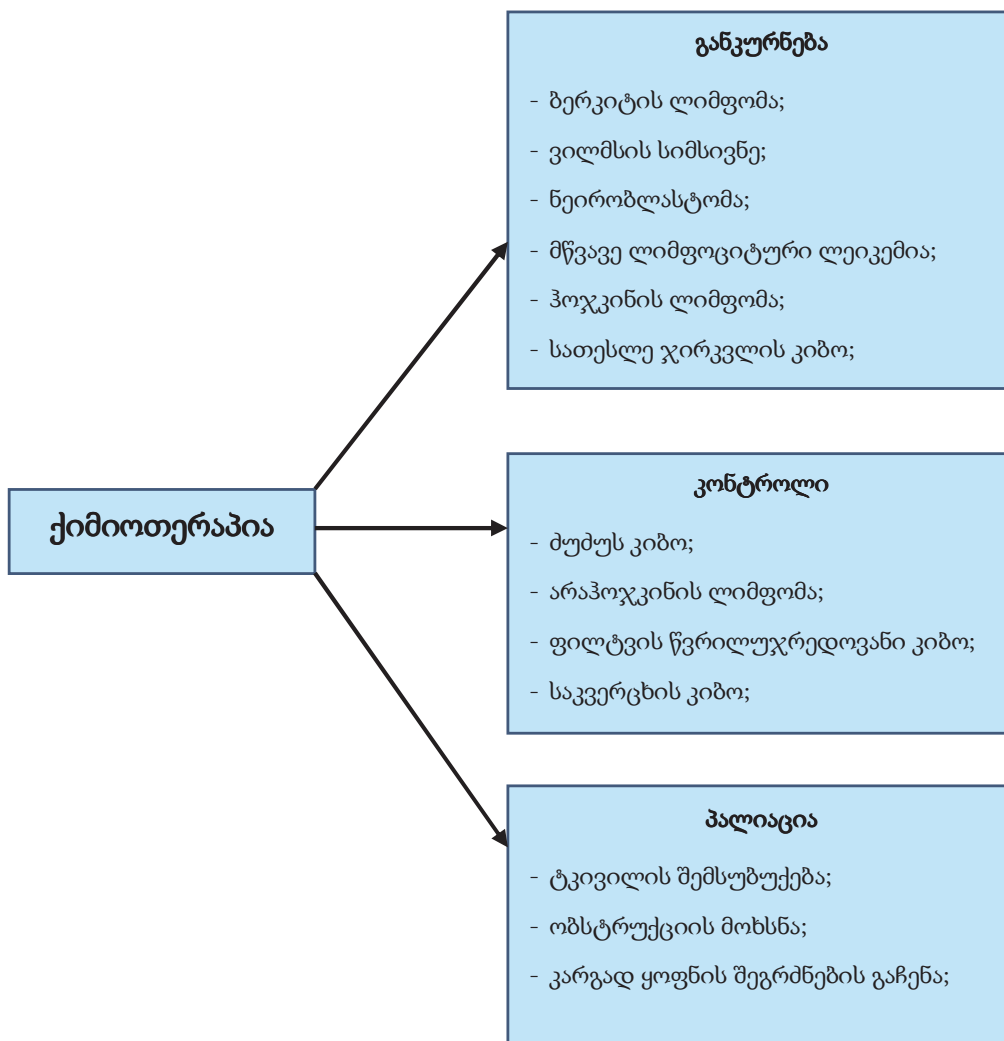 განკურნება
- ბერკიტის ლიმფომა;
- ვილმსის სიმსივნე;
- ნეირობლასტომა;
- მწვავე ლიმფოციტური ლეიკემია;
- ჰოჯკინის ლიმფომა;
- სათესლე ჯირკვლის კიბო;
ქიმიოთერაპია
კონტროლი
- ძუძუს კიბო;
- არაჰოჯკინის ლიმფომა;
- ფილტვის წვრილუჯრედოვანი კიბო;
- საკვერცხის კიბო;
პალიაცია
- ტკივილის შემსუბუქება;
- ობსტრუქციის მოხსნა;
- კარგად ყოფნის შეგრძნების გაჩენა;